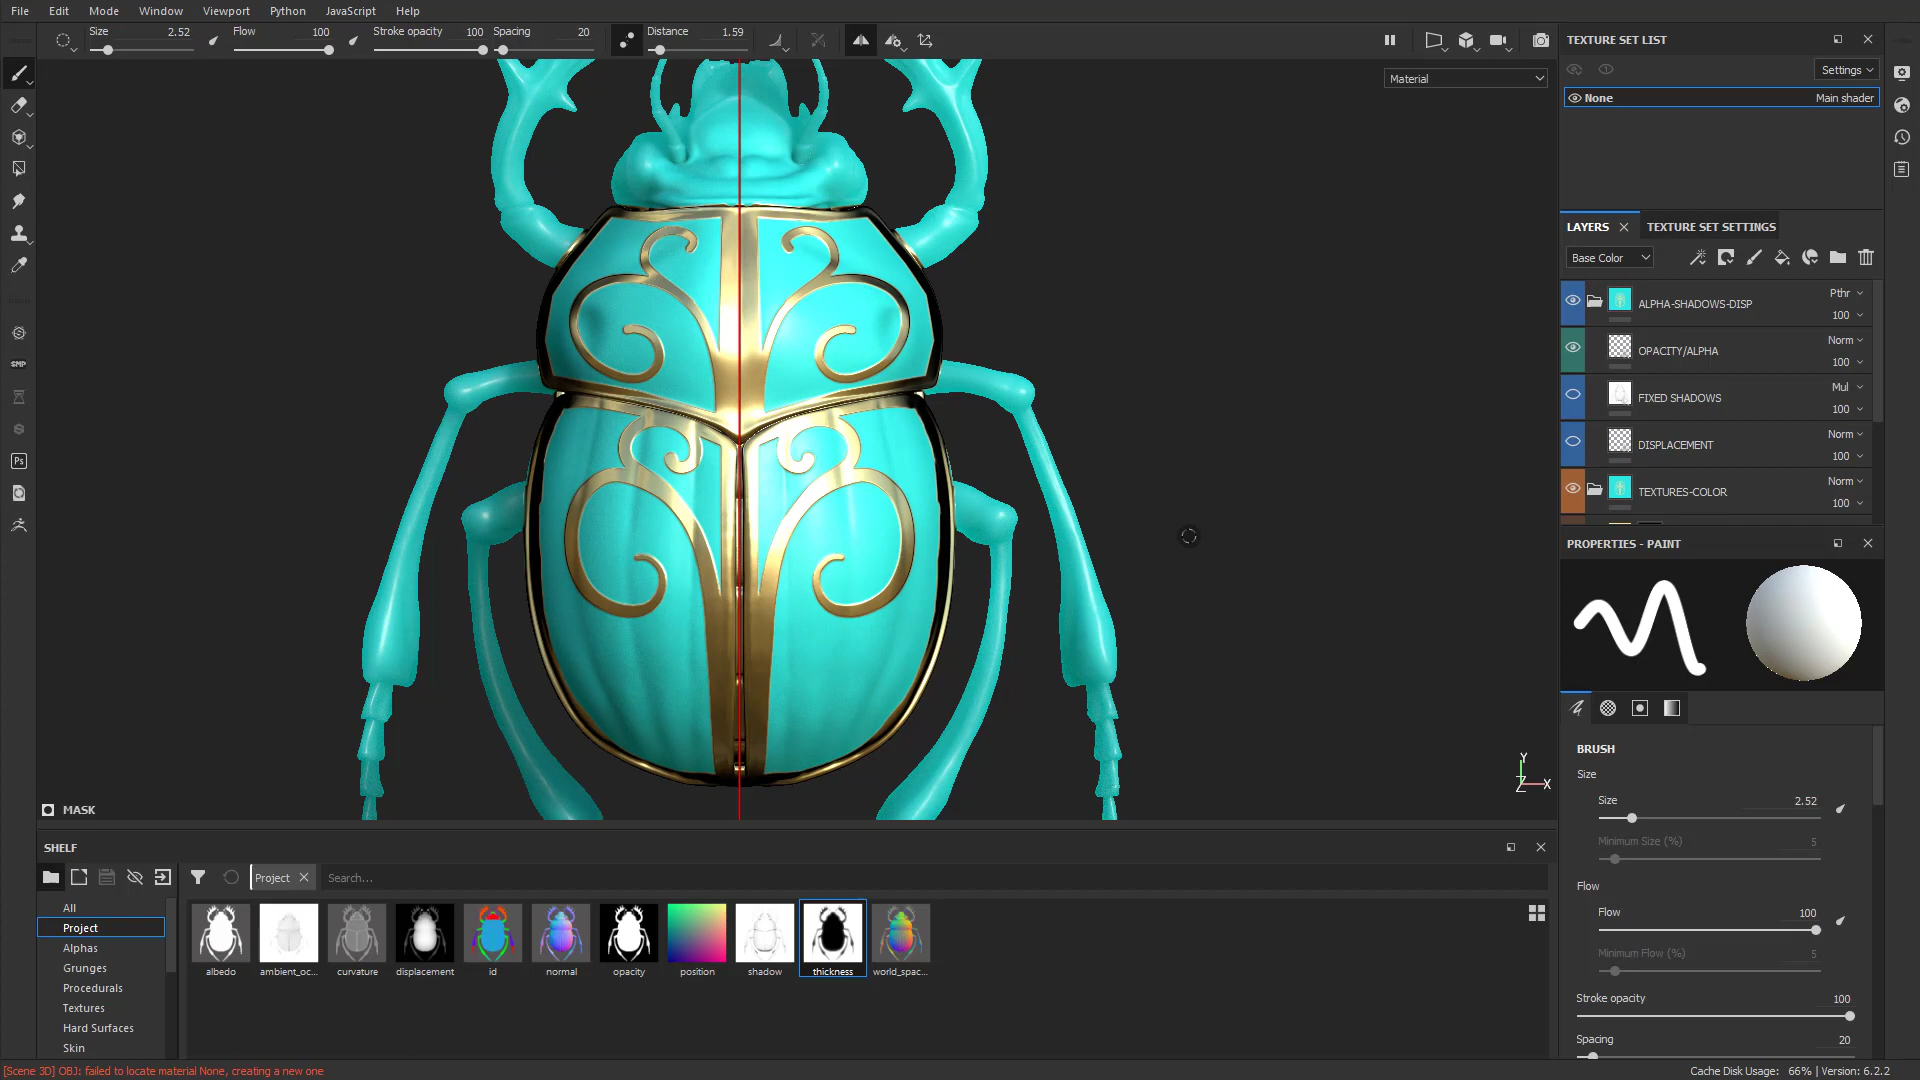 File Edit Mode Window Viewport Python JavaScript Help
Size 2.52 Flow 100 Stroke opacity 100 Spacing 20 Distance 1.59
Material
TEXTURE SET LIST
Settings
None Main shader
LAYERS TEXTURE SET SETTINGS
Base Color
ALPHA-SHADOWS-DISP Pthr 100
OPACITY/ALPHA Norm 100
FIXED SHADOWS Mul 100
DISPLACEMENT Norm 100
TEXTURES-COLOR Norm 100
PROPERTIES - PAINT
BRUSH
Size
Size 2.52
Minimum Size (%) 5
Flow
Flow 100
Minimum Flow (%) 5
Stroke opacity 100
Spacing 20
SMP
Ps
Y
Z X
MASK
SHELF
Project Search...
All
Project
Alphas
Grunges
Procedurals
Textures
Hard Surfaces
Skin
albedo ambient_oc... curvature displacement id normal opacity position shadow thickness world_spac...
[Scene 3D] OBJ: failed to locate material None, creating a new one
Cache Disk Usage: 66% | Version: 6.2.2